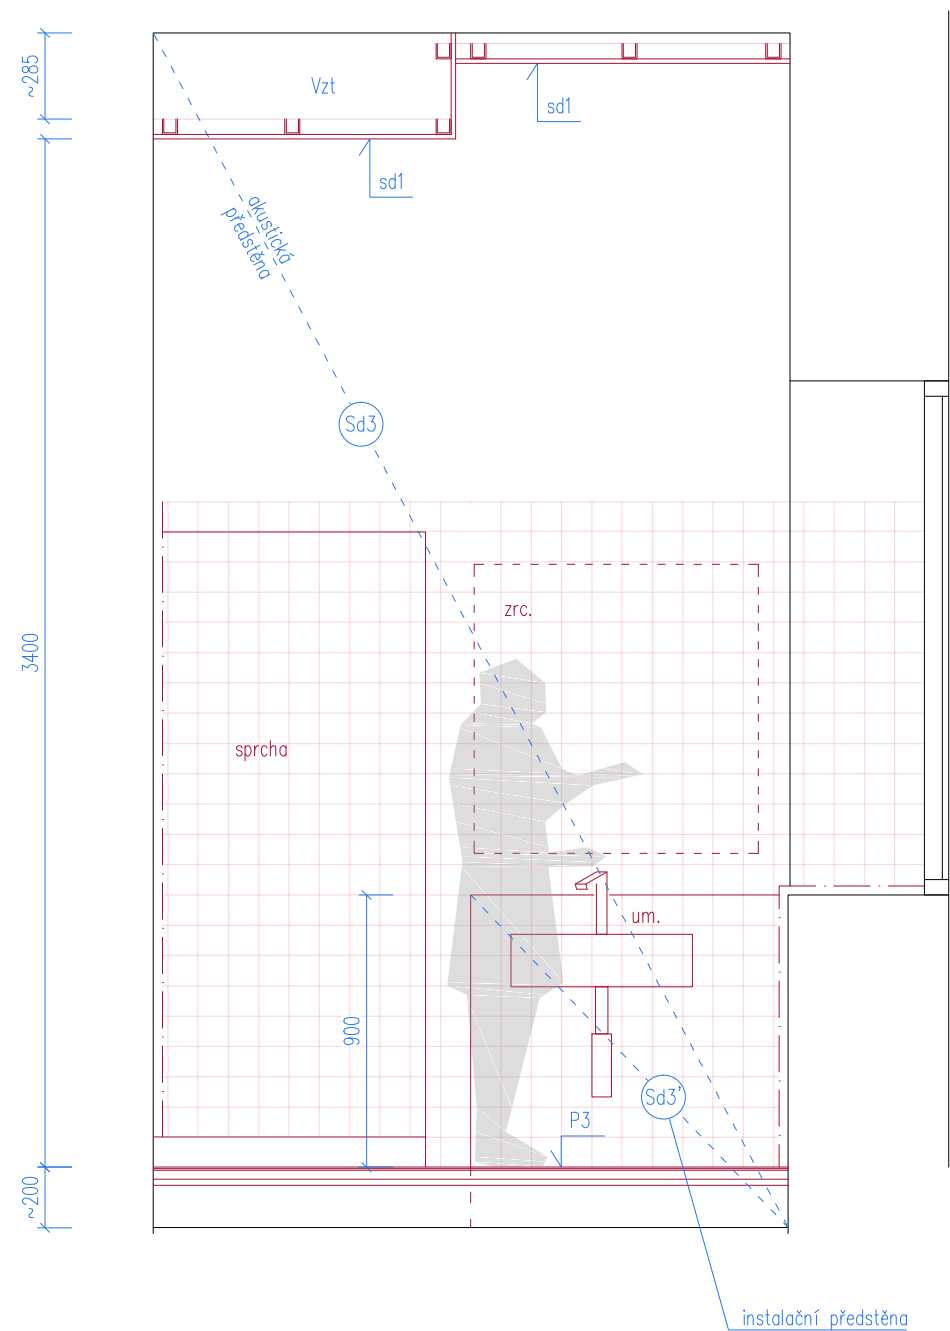 ~285
Vzt
sd1
sd1
akustická
předstěna
Sd3
3400
zrc.
sprcha
um.
900
Sd3'
P3
~200
instalační předstěna